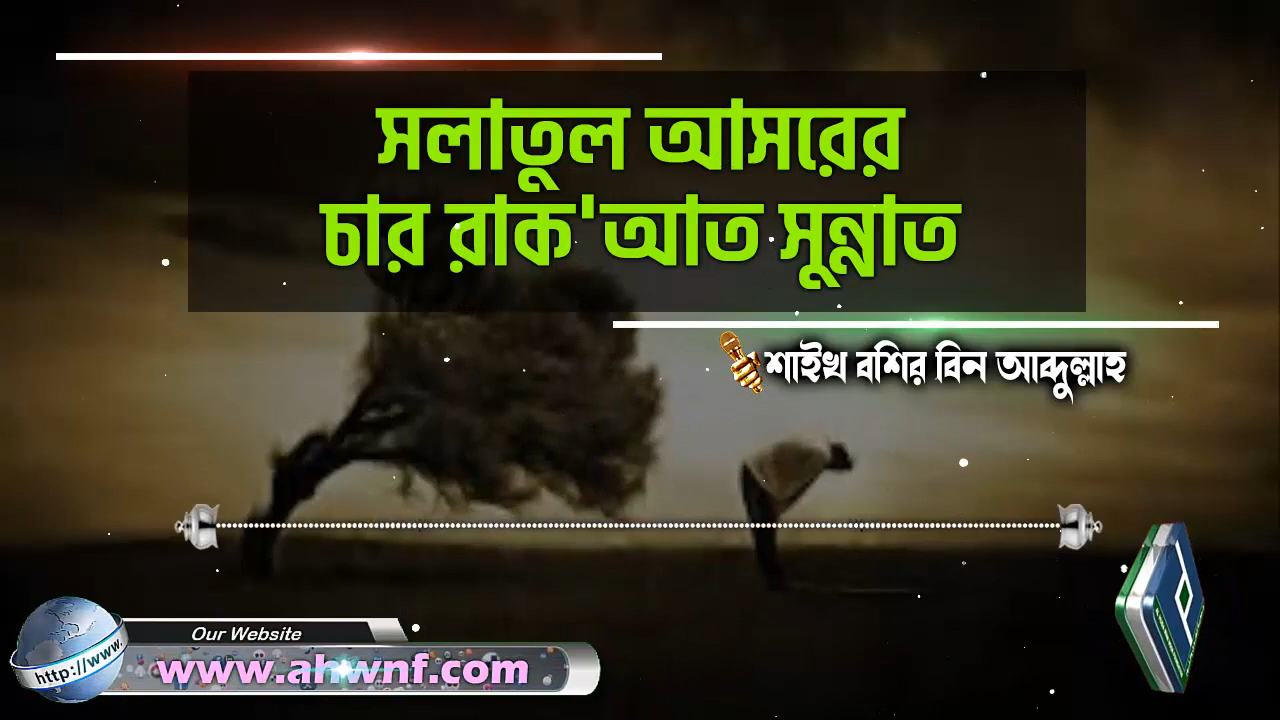 সলাতুল আসরের
চার রাক'আত সুন্নাত
শাইখ বশির বিন আব্দুল্লাহ
Our Website
http://www.
www.ahwnf.com